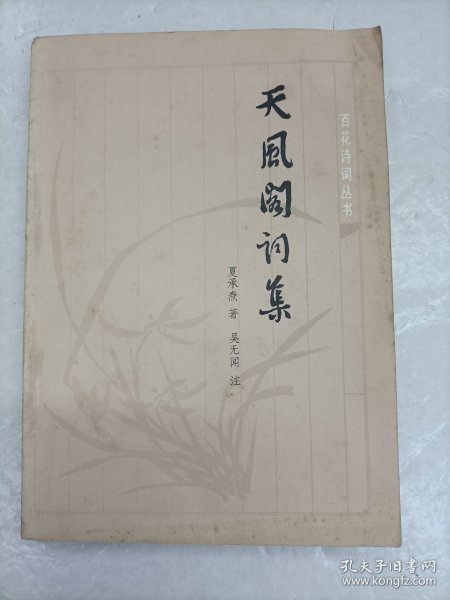 百花诗词丛书
天風阁词集
夏承焘 著 吴无闻 注
孔夫子旧书网
www.kongfz.com